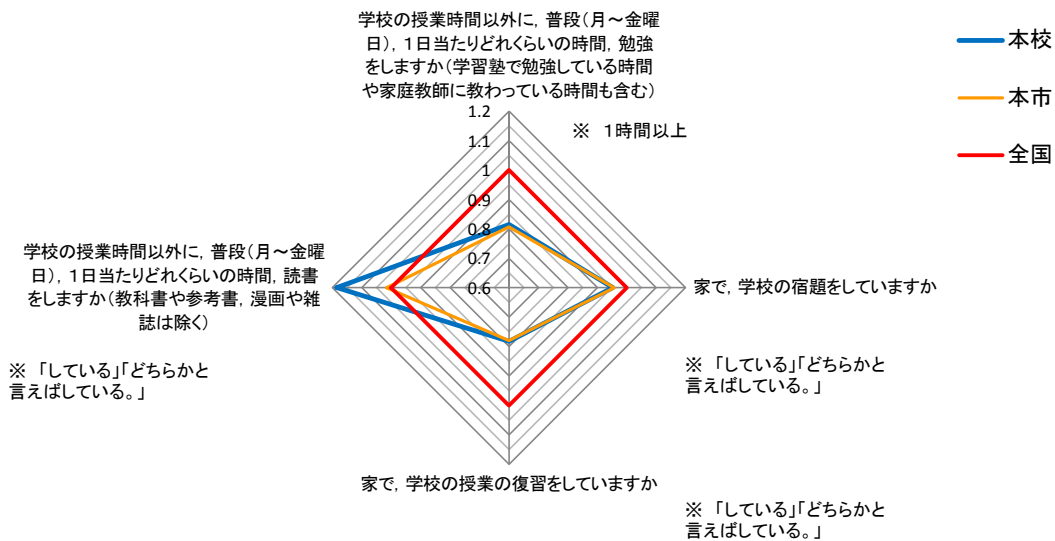 学校の授業時間以外に，普段（月～金曜
日），１日当たりどれくらいの時間，勉強
をしますか（学習塾で勉強している時間
や家庭教師に教わっている時間も含む）
※　１時間以上
本校
本市
全国
1.2
1.1
1
0.9
0.8
0.7
0.6
学校の授業時間以外に，普段（月～金曜
日），１日当たりどれくらいの時間，読書
をしますか（教科書や参考書，漫画や雑
誌は除く）
※　「している」「どちらかと
言えばしている。」
家で，学校の宿題をしていますか
※　「している」「どちらかと
言えばしている。」
家で，学校の授業の復習をしていますか
※　「している」「どちらかと
言えばしている。」